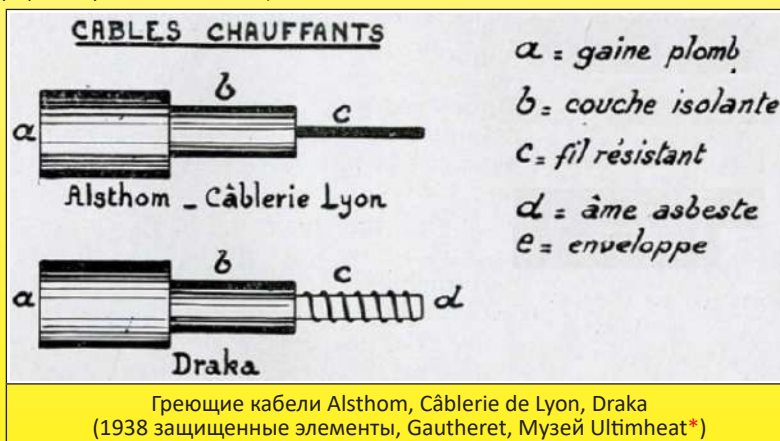 CABLES CHAUFFANTS
a
b
c
Alsthom - Câblerie Lyon
a
b
c
d
Draka
a = gaine plomb
b = couche isolante
c = fil résistant
d = âme asbeste
e = enveloppe
Греющие кабели Alsthom, Câblerie de Lyon, Draka
(1938 защищенные элементы, Gautheret, Музей Ultimheat*)